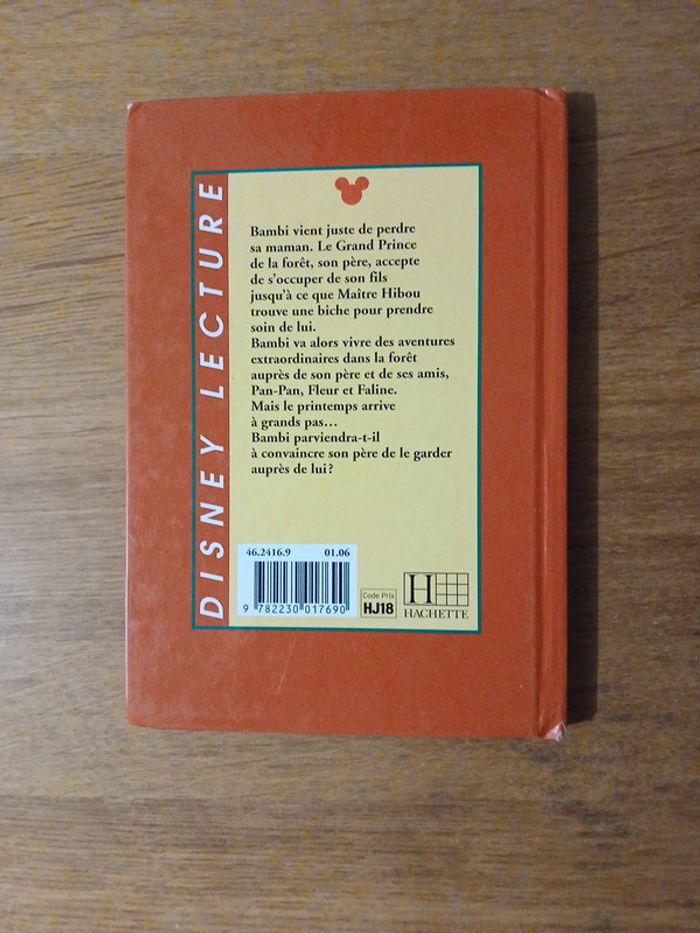 DISNEY LECTURE
Bambi vient juste de perdre
sa maman. Le Grand Prince
de la forêt, son père, accepte
de s'occuper de son fils
jusqu'à ce que Maître Hibou
trouve une biche pour prendre
soin de lui.
Bambi va alors vivre des aventures
extraordinaires dans la forêt
auprès de son père et de ses amis,
Pan-Pan, Fleur et Faline.
Mais le printemps arrive
à grands pas...
Bambi parviendra-t-il
à convaincre son père de le garder
auprès de lui ?
46.2416.9 01.06
9 782230 017690
Code Prix
HJ18
H
HACHETTE